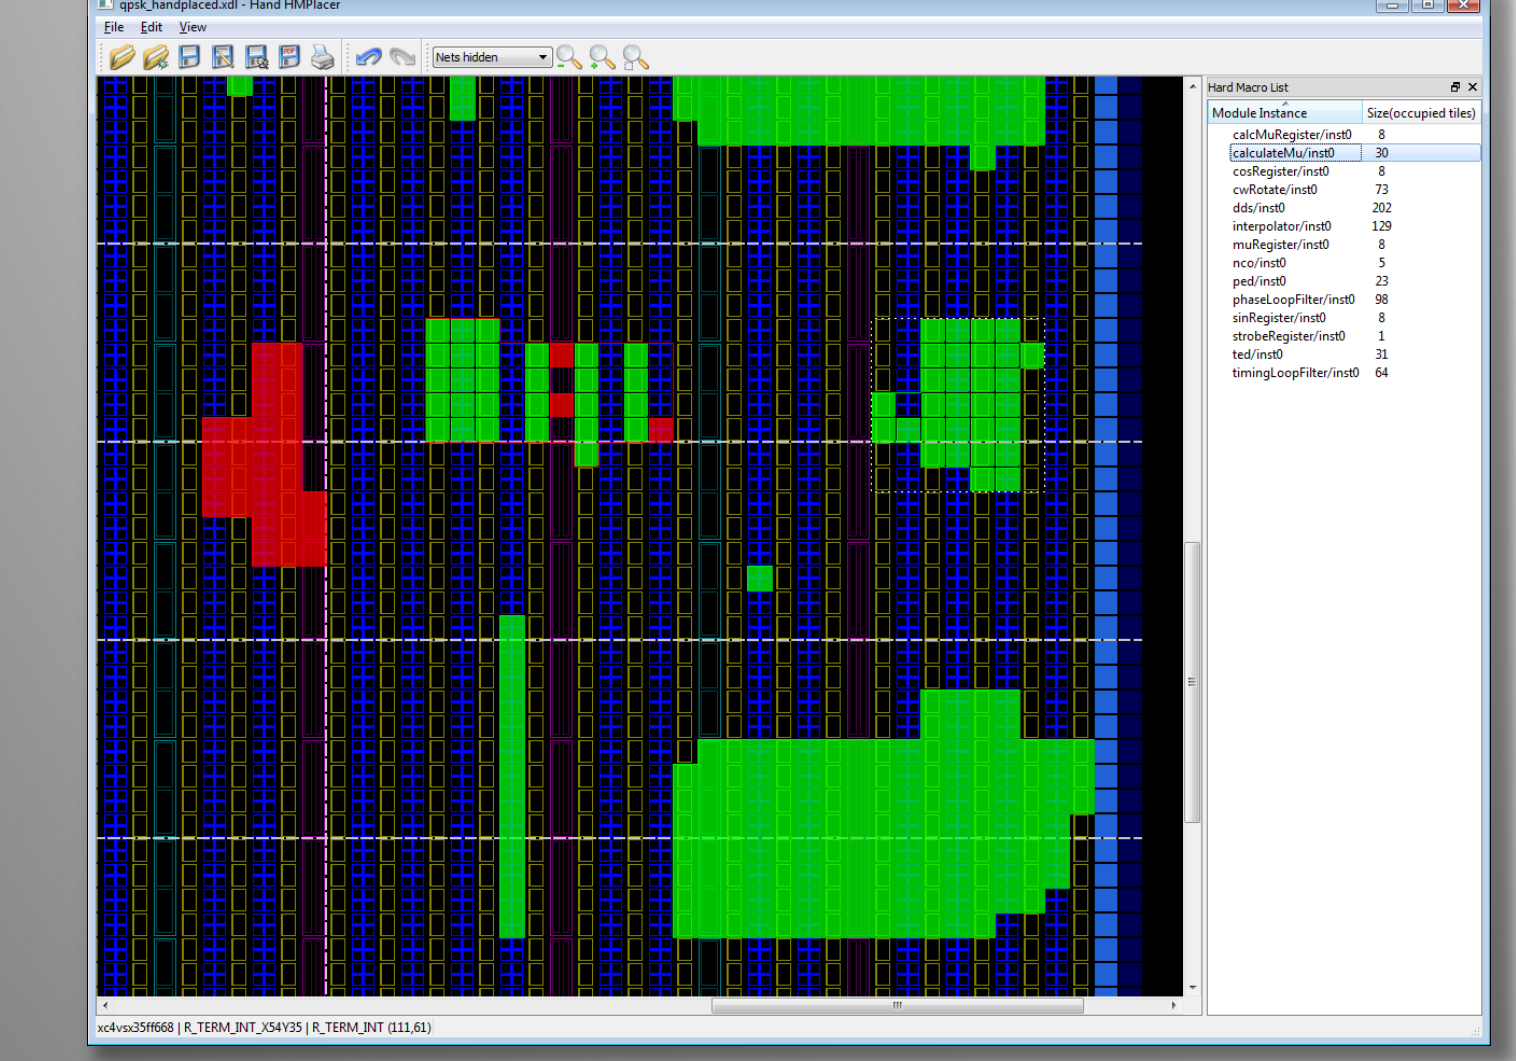 qpsk_handplaced.xdl - Hand HMPlacer
File Edit View
PDF
Nets hidden
Hard Macro List
Module Instance Size(occupied tiles)
calcMuRegister/inst0 8
calculateMu/inst0 30
cosRegister/inst0 8
cwRotate/inst0 73
dds/inst0 202
interpolator/inst0 129
muRegister/inst0 8
nco/inst0 5
ped/inst0 23
phaseLoopFilter/inst0 98
sinRegister/inst0 8
strobeRegister/inst0 1
ted/inst0 31
timingLoopFilter/inst0 64
xc4vsx35ff668 | R_TERM_INT_X54Y35 | R_TERM_INT (111,61)